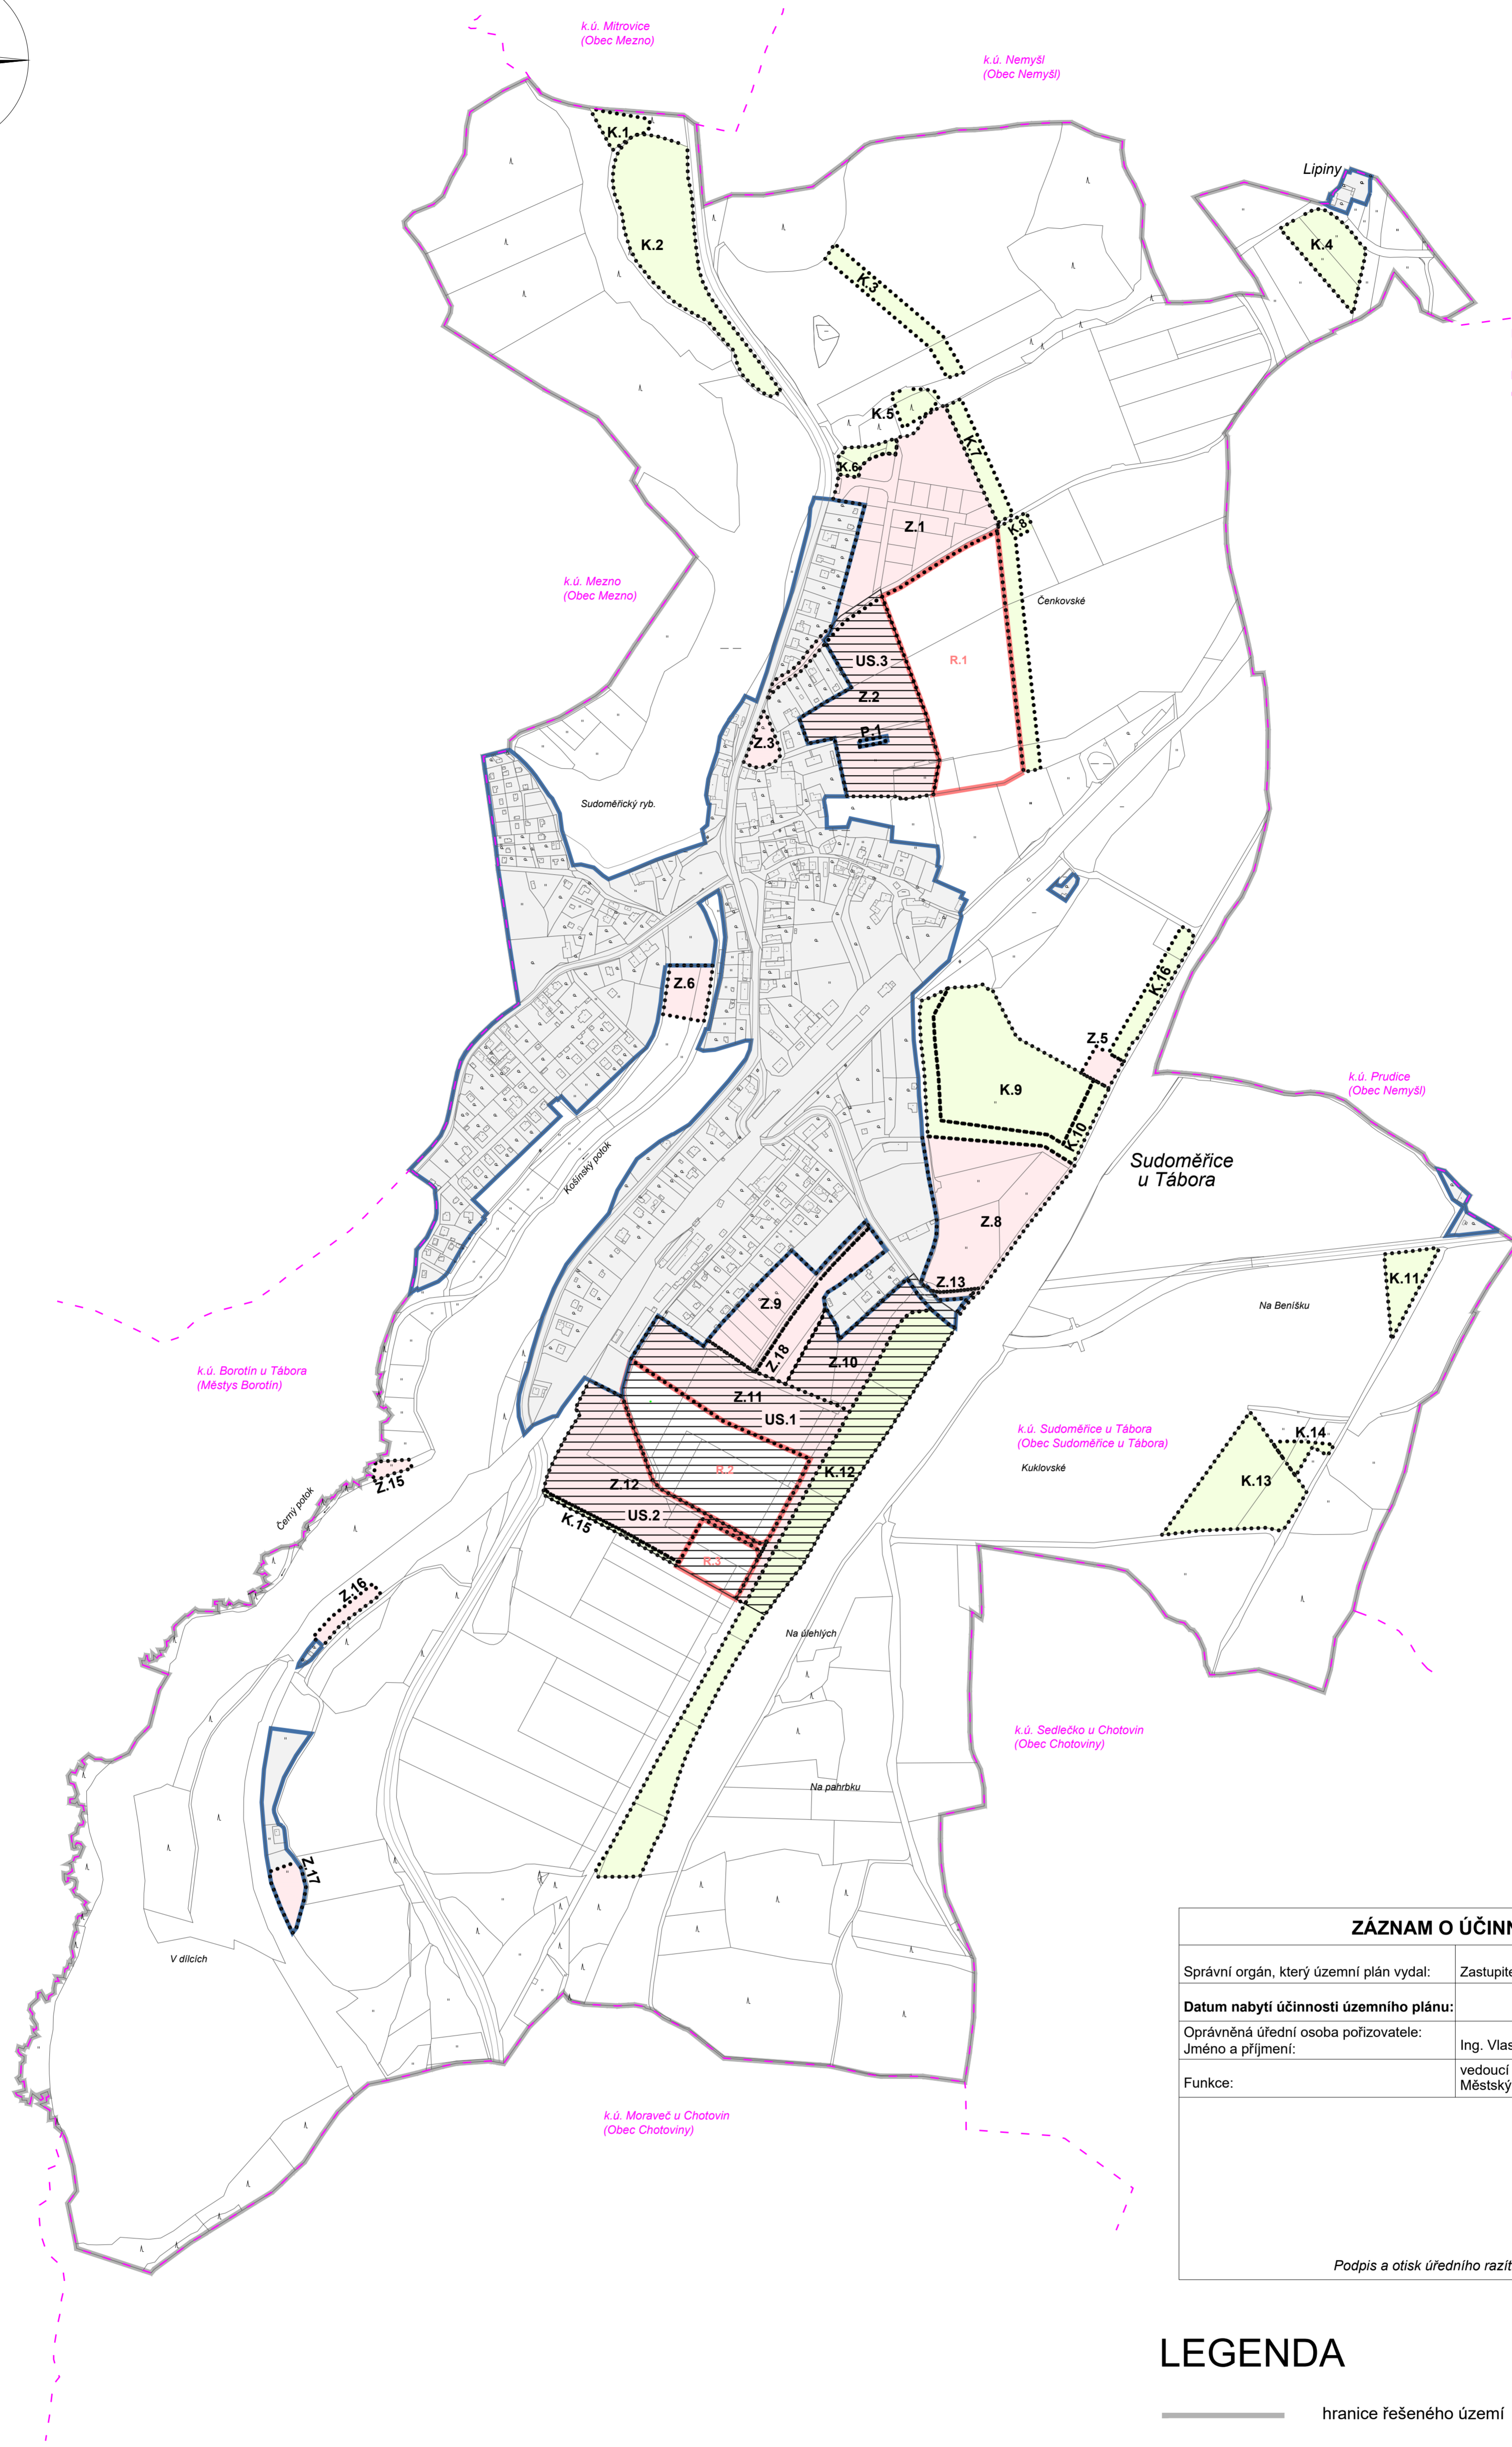 k.ú. Mitrovice
(Obec Mezno)
k.ú. Nemyšl
(Obec Nemyšl)
K.1
Lipiny
K.2
K.4
K.3
K.5
K.7
K.6
Z.1
K.8
k.ú. Mezno
(Obec Mezno)
Čenkovské
US.3
R.1
Z.2
P.1
Z.3
Sudoměřický ryb.
Z.6
K.16
Z.5
k.ú. Prudice
(Obec Nemyšl)
K.9
K.10
Košínský potok
Sudoměřice
u Tábora
Z.8
Z.13
K.11
Z.9
Na Beníšku
Z.18
Z.10
k.ú. Borotín u Tábora
(Městys Borotín)
Z.11
US.1
k.ú. Sudoměřice u Tábora
(Obec Sudoměřice u Tábora)
K.14
Kuklovské
R.2
K.12
K.13
Z.15
Z.12
Černý potok
US.2
K.15
R.3
Z.16
Na úlehlých
k.ú. Sedlečko u Chotovin
(Obec Chotoviny)
Na pahrbku
Z.17
V dílcích
ZÁZNAM O ÚČINN
Správní orgán, který územní plán vydal:
Zastupite
Datum nabytí účinnosti územního plánu:
Oprávněná úřední osoba pořizovatele:
Jméno a příjmení:
Ing. Vlas
Funkce:
vedoucí
Městský
k.ú. Moraveč u Chotovin
(Obec Chotoviny)
Podpis a otisk úředního razít
LEGENDA
hranice řešeného území